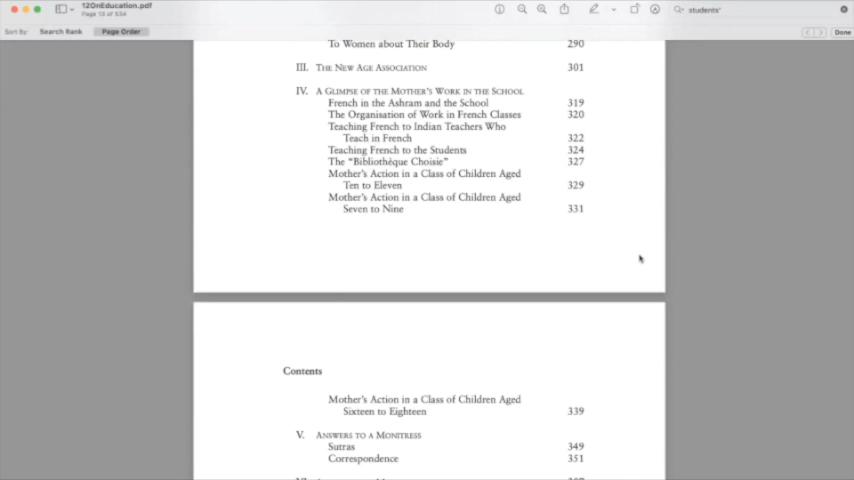 12OnEducation.pdf
Page 13 of 534
students'
Sort By: Search Rank Page Order Done
To Women about Their Body 290
III. The New Age Association 301
IV. A Glimpse of the Mother's Work in the School
French in the Ashram and the School 319
The Organisation of Work in French Classes 320
Teaching French to Indian Teachers Who
Teach in French 322
Teaching French to the Students 324
The "Bibliothèque Choisie" 327
Mother's Action in a Class of Children Aged
Ten to Eleven 329
Mother's Action in a Class of Children Aged
Seven to Nine 331
Contents
Mother's Action in a Class of Children Aged
Sixteen to Eighteen 339
V. Answers to a Monitress
Sutras 349
Correspondence 351